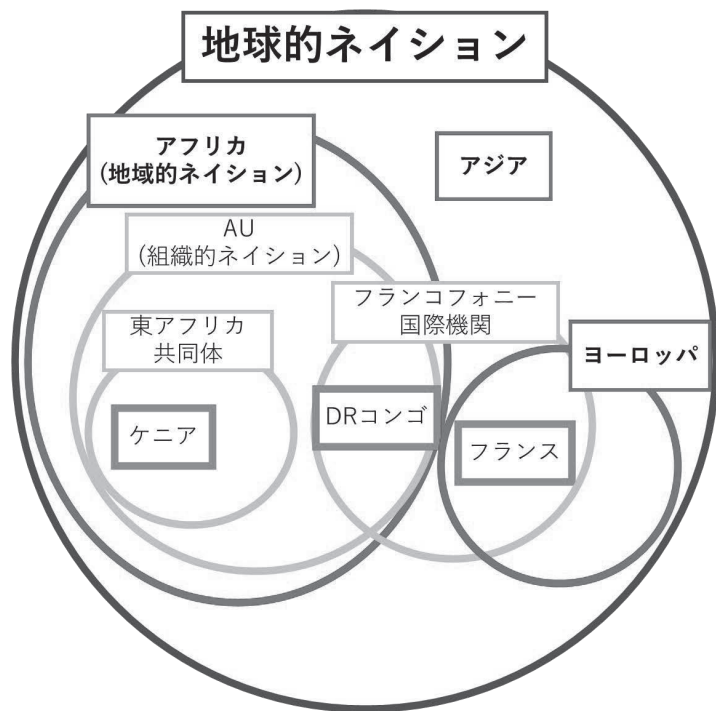 地球的ネイション
アフリカ
(地域的ネイション)
アジア
AU
(組織的ネイション)
フランコフォニー
国際機関
東アフリカ
共同体
ヨーロッパ
DRコンゴ
ケニア
フランス